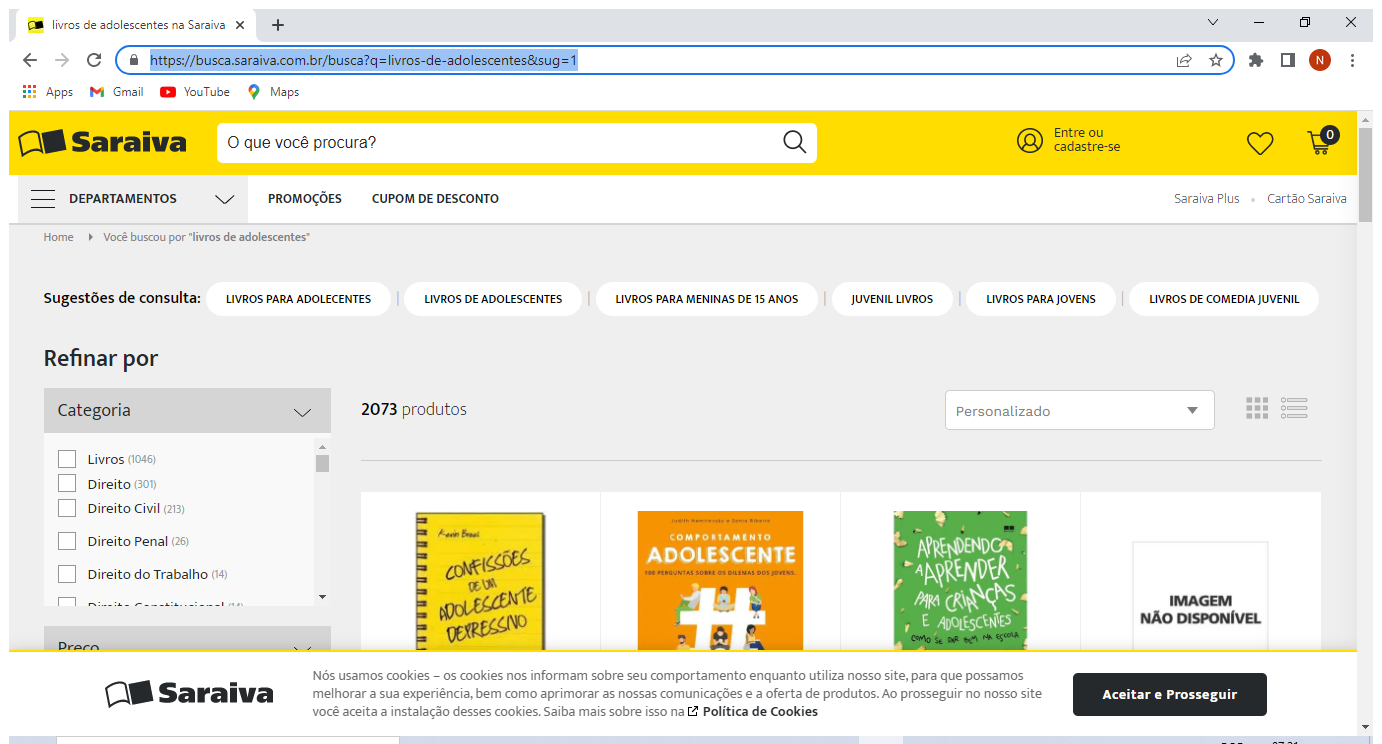 livros de adolescentes na Saraiva
https://busca.saraiva.com.br/busca?q=livros-de-adolescentes&sug=1
N
Apps Gmail YouTube Maps
Saraiva
O que você procura?
Entre ou
cadastre-se
0
DEPARTAMENTOS PROMOÇÕES CUPOM DE DESCONTO Saraiva Plus Cartão Saraiva
Home Você buscou por "livros de adolescentes"
Sugestões de consulta: LIVROS PARA ADOLECENTES | LIVROS DE ADOLESCENTES | LIVROS PARA MENINAS DE 15 ANOS | JUVENIL LIVROS | LIVROS PARA JOVENS | LIVROS DE COMEDIA JUVENIL
Refinar por
Categoria
2073 produtos
Personalizado
Livros (1046)
Direito (301)
Direito Civil (213)
Direito Penal (26)
Direito do Trabalho (14)
Direito Constitucional
Preço
Kevin Breel
CONFISSÕES
DE UM
ADOLESCENTE
DEPRESSIVO
COMPORTAMENTO
ADOLESCENTE
100 PERGUNTAS SOBRE OS DILEMAS DOS JOVENS.
#
APRENDENDO
A APRENDER
PARA CRIANÇAS
E ADOLESCENTES
COMO SE DAR BEM NA ESCOLA
IMAGEM
NÃO DISPONÍVEL
Saraiva
Nós usamos cookies – os cookies nos informam sobre seu comportamento enquanto utiliza nosso site, para que possamos
melhorar a sua experiência, bem como aprimorar as nossas comunicações e a oferta de produtos. Ao prosseguir no nosso site
você aceita a instalação desses cookies. Saiba mais sobre isso na Política de Cookies
Aceitar e Prosseguir